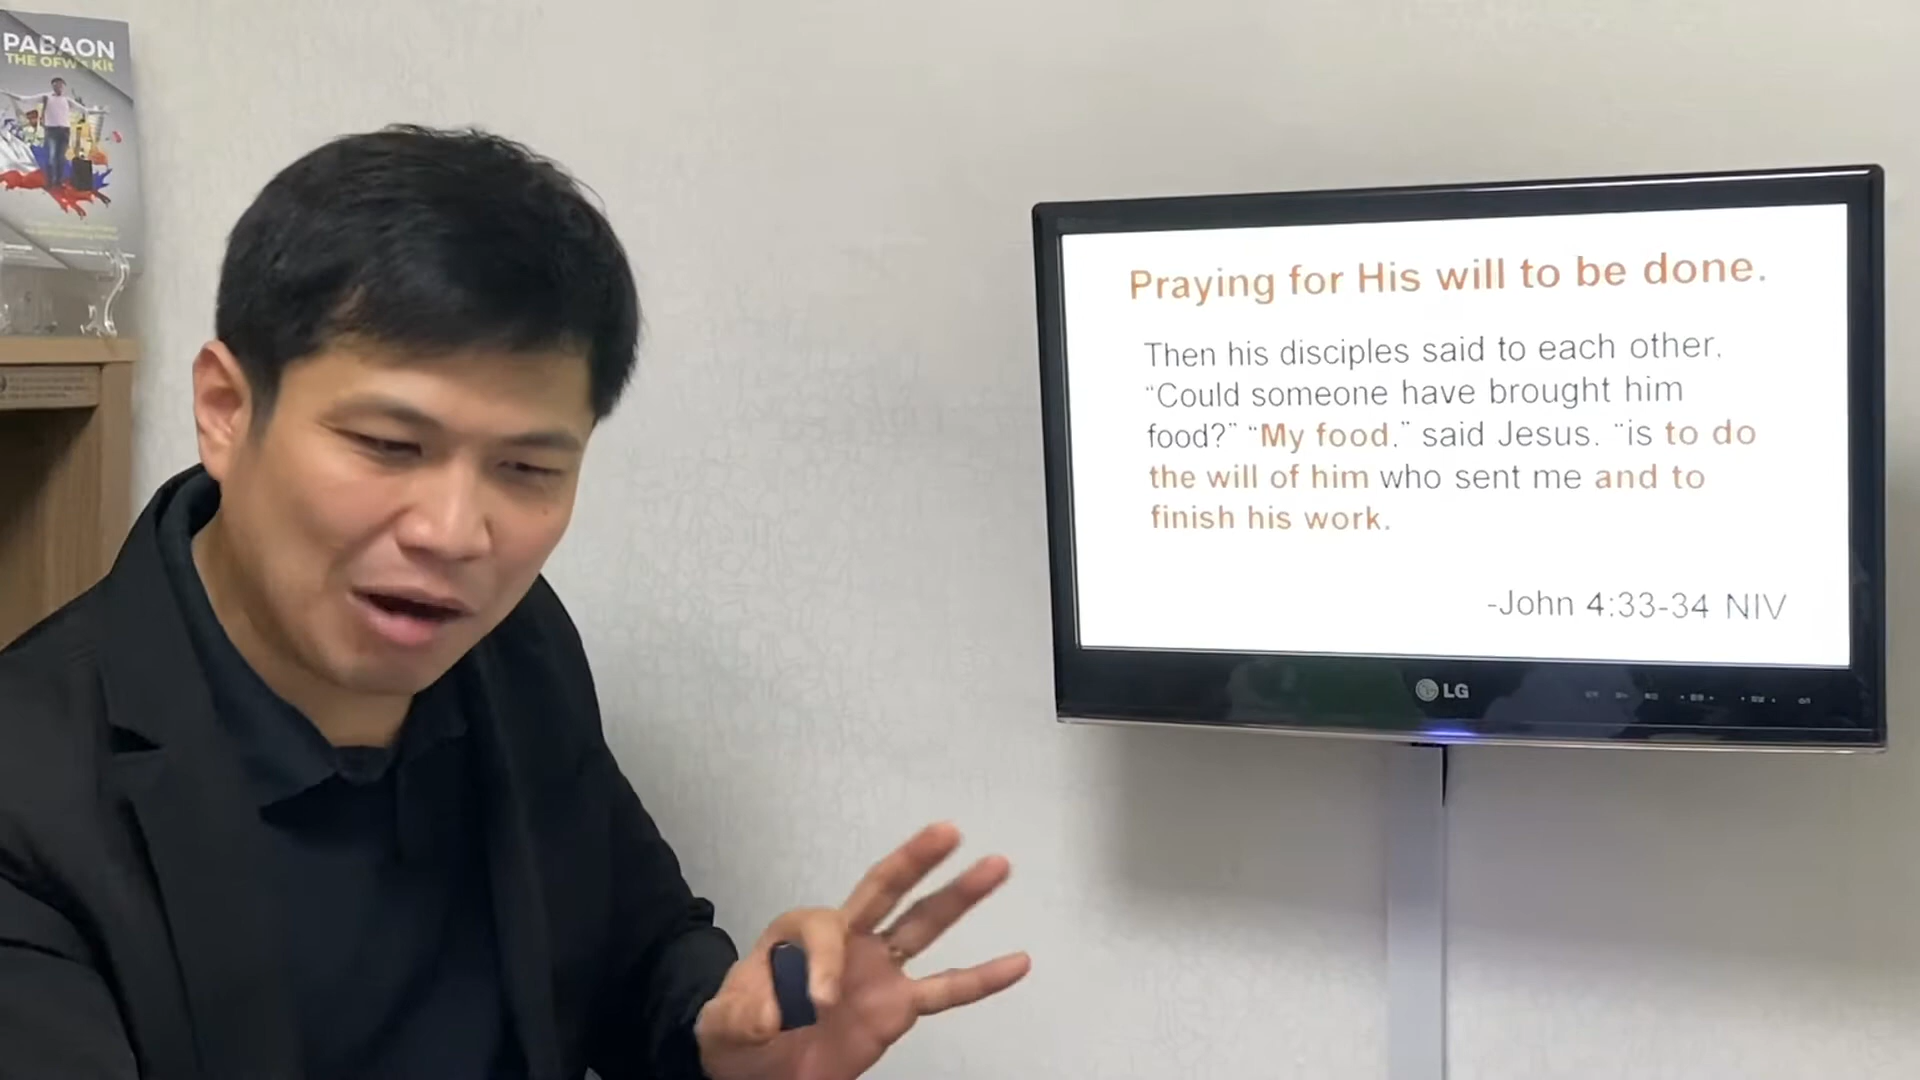 PABAON
THE OFW's Kit
Praying for His will to be done.
Then his disciples said to each other,
“Could someone have brought him
food?” “My food,” said Jesus, “is to do
the will of him who sent me and to
finish his work.
-John 4:33-34 NIV
LG